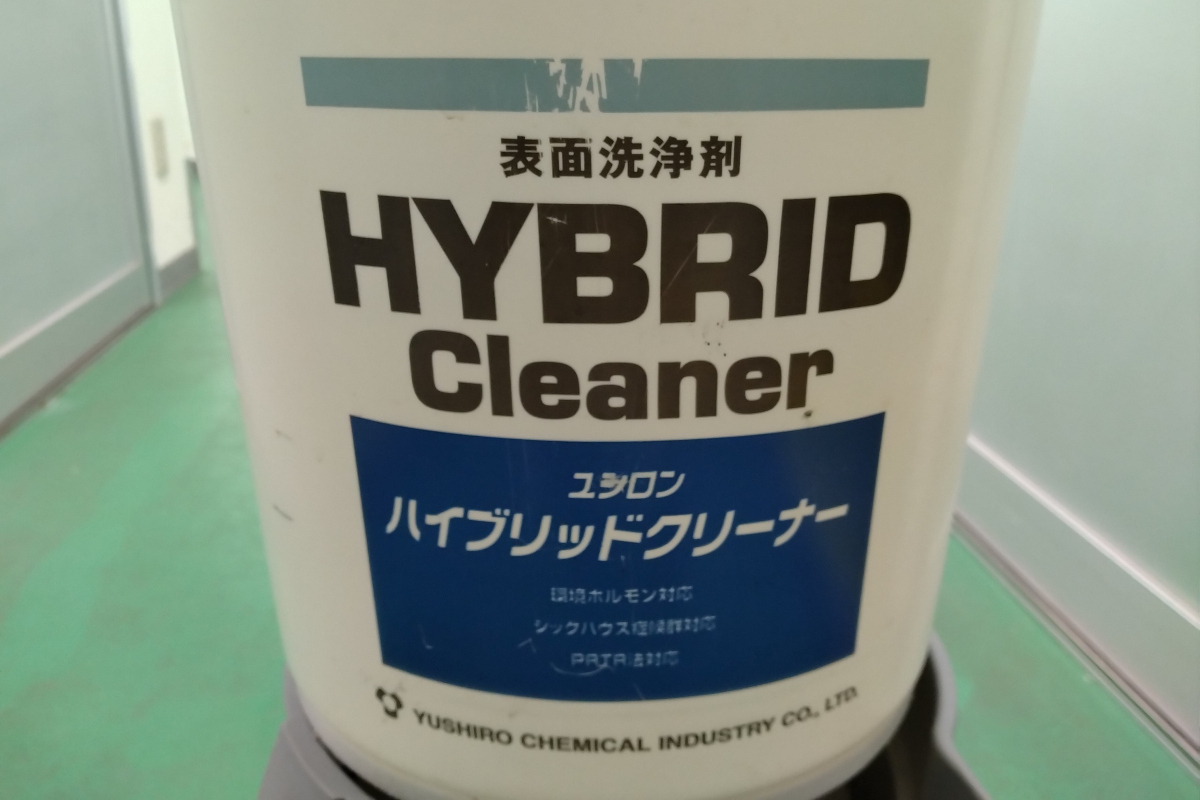 表面洗浄剤
HYBRID
Cleaner
ユシロン
ハイブリッドクリーナー
環境ホルモン対応
シックハウス症候群対応
PRTR法対応
YUSHIRO CHEMICAL INDUSTRY CO., LTD.